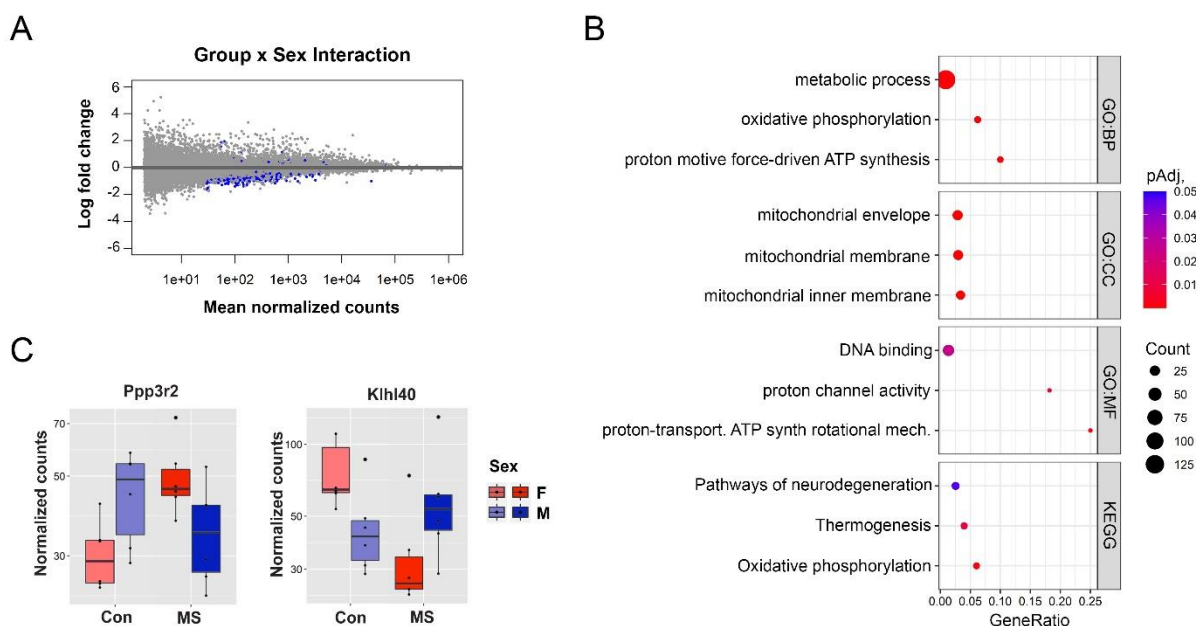 A
Group x Sex Interaction
Log fold change
6
4
2
0
-2
-4
-6
1e+01 1e+02 1e+03 1e+04 1e+05 1e+06
Mean normalized counts
B
metabolic process
oxidative phosphorylation
proton motive force-driven ATP synthesis
GO:BP
mitochondrial envelope
mitochondrial membrane
mitochondrial inner membrane
GO:CC
DNA binding
proton channel activity
proton-transport. ATP synth rotational mech.
GO:MF
Pathways of neurodegeneration
Thermogenesis
Oxidative phosphorylation
KEGG
0.00 0.05 0.10 0.15 0.20 0.25
GeneRatio
pAdj,
0.05
0.04
0.03
0.02
0.01
Count
25
50
75
100
125
C
Ppp3r2
Normalized counts
70
50
30
Con MS
Klhl40
Normalized counts
100
50
30
Con MS
Sex
F
M